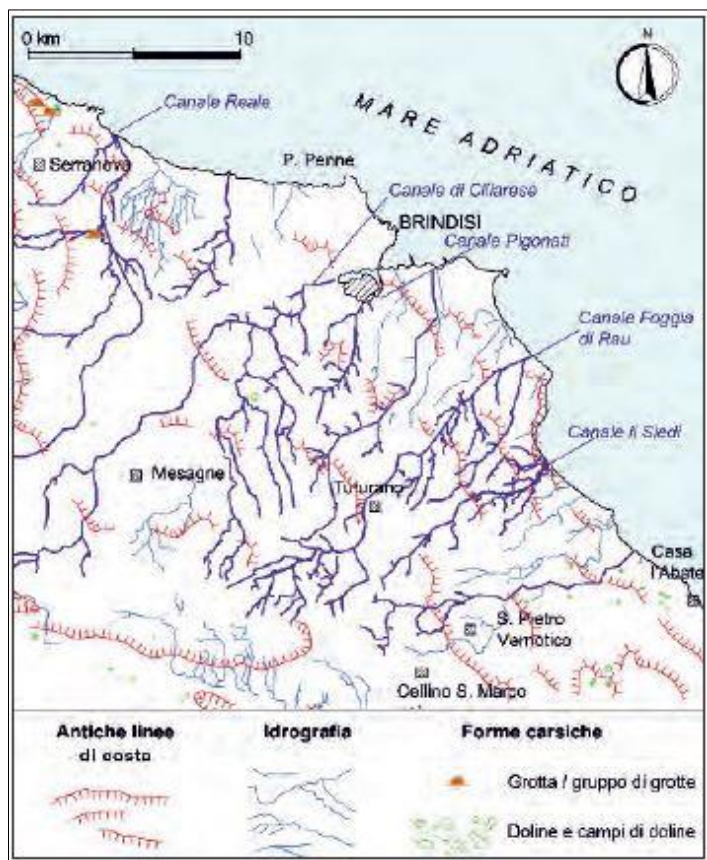 0 km 10
N
Canale Reale
MARE ADRIATICO
Serranova
P. Penne
Canale di Cillarese
BRINDISI
Canale Pigonati
Canale Foggia
di Rau
Canale Il Siedi
Mesagne
Tuturano
Casa
l'Abate
S. Pietro
Vernotico
Cellino S. Marco
Antiche linee
di costa
Idrografia
Forme carsiche
Grotta / gruppo di grotte
Doline e campi di doline